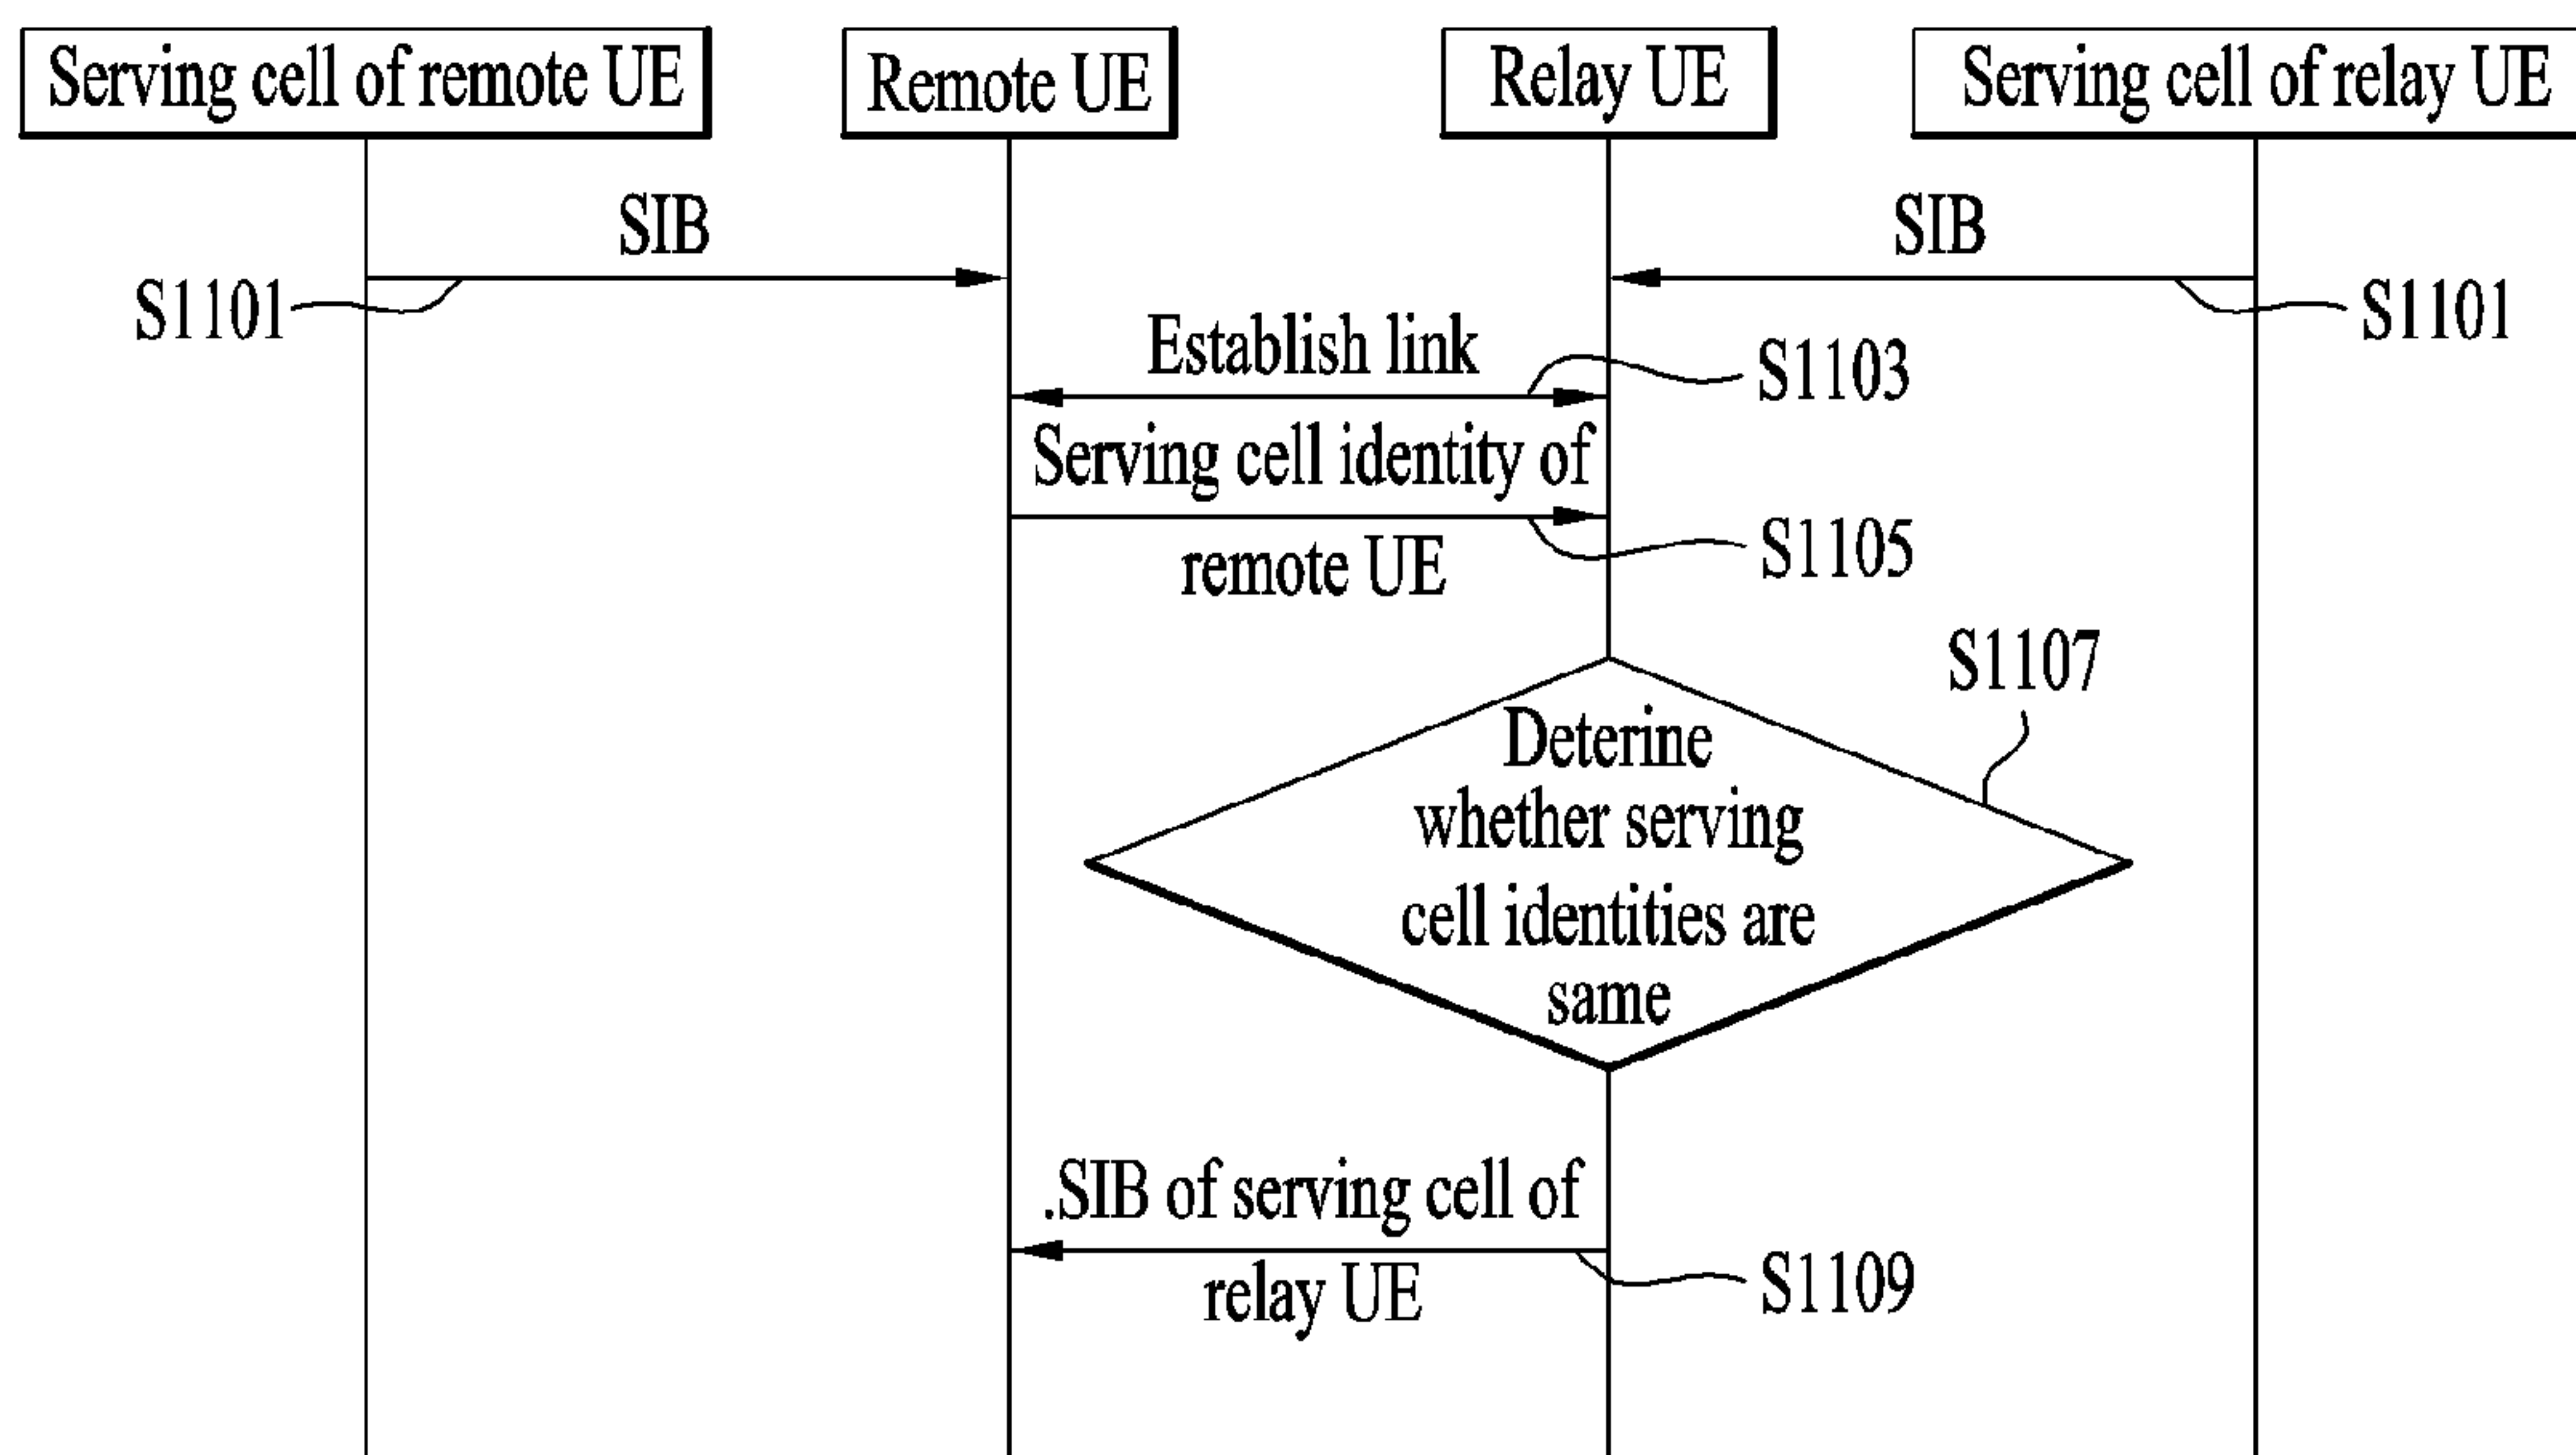 Serving cell of remote UE
Remote UE
Relay UE
Serving cell of relay UE
SIB
SIB
S1101
S1101
Establish link
S1103
Serving cell identity of
remote UE
S1105
S1107
Deterine
whether serving
cell identities are
same
.SIB of serving cell of
relay UE
S1109